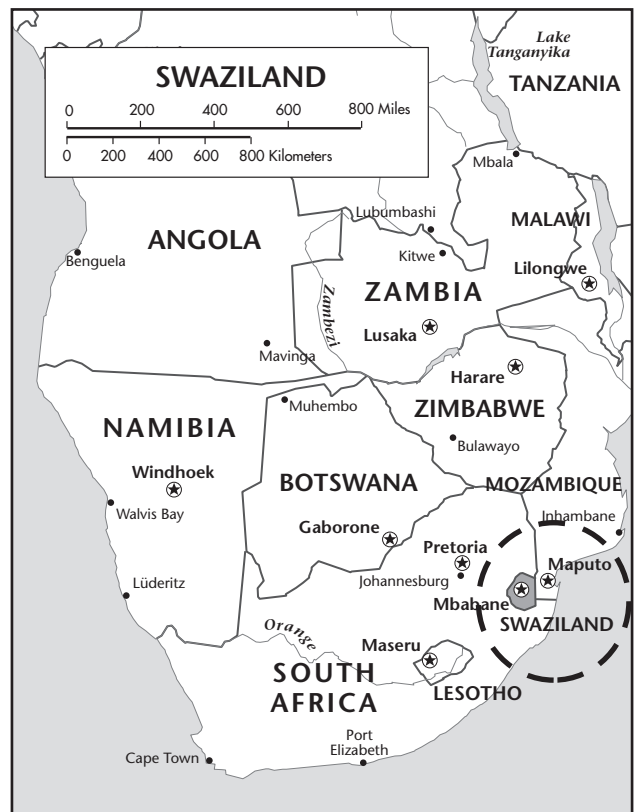 Lake
Tanganyika
TANZANIA
SWAZILAND
0 200 400 600 800 Miles
0 200 400 600 800 Kilometers
Mbala
Lubumbashi
MALAWI
ANGOLA
Benguela
Kitwe
Lilongwe
ZAMBIA
Zambezi
Lusaka
Mavinga
Harare
Muhembo
ZIMBABWE
NAMIBIA
Bulawayo
Windhoek
BOTSWANA
MOZAMBIQUE
Walvis Bay
Inhambane
Gaborone
Pretoria
Maputo
Johannesburg
Lüderitz
Mbabane
SWAZILAND
Orange
Maseru
SOUTH
AFRICA
LESOTHO
Port
Elizabeth
Cape Town